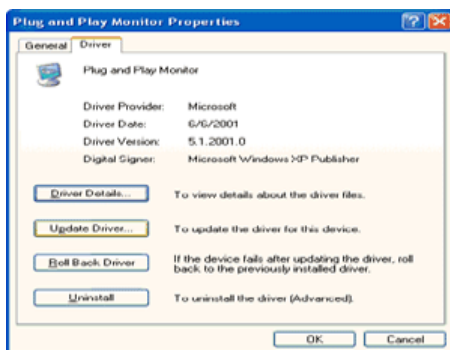 Plug and Play Monitor Properties
General Driver
Plug and Play Monitor
Driver Provider: Microsoft
Driver Date: 6/6/2001
Driver Version: 5.1.2001.0
Digital Signer: Microsoft Windows XP Publisher
Driver Details... To view details about the driver files.
Update Driver... To update the driver for this device.
Roll Back Driver If the device fails after updating the driver, roll
back to the previously installed driver.
Uninstall To uninstall the driver (Advanced).
OK Cancel